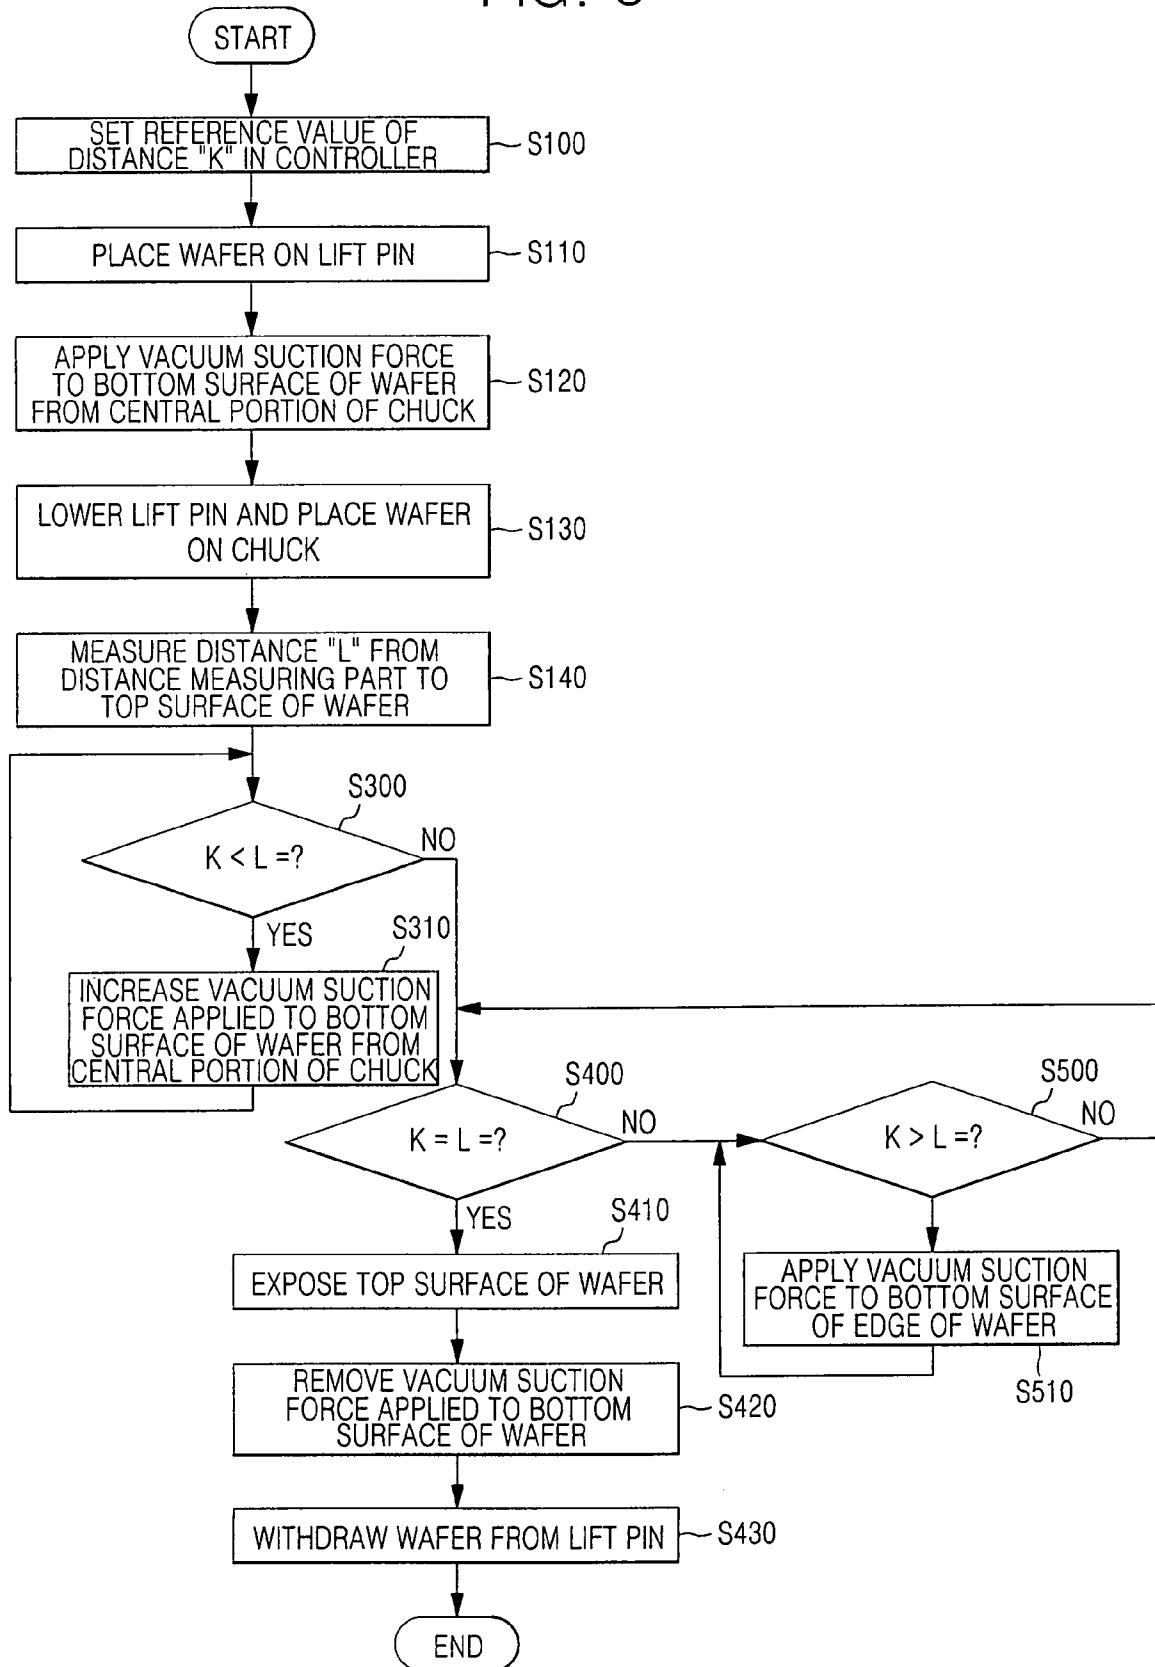 START
SET REFERENCE VALUE OF
DISTANCE "K" IN CONTROLLER
S100
PLACE WAFER ON LIFT PIN
S110
APPLY VACUUM SUCTION FORCE
TO BOTTOM SURFACE OF WAFER
FROM CENTRAL PORTION OF CHUCK
S120
LOWER LIFT PIN AND PLACE WAFER
ON CHUCK
S130
MEASURE DISTANCE "L" FROM
DISTANCE MEASURING PART TO
TOP SURFACE OF WAFER
S140
S300
K < L =?
NO
YES
S310
INCREASE VACUUM SUCTION
FORCE APPLIED TO BOTTOM
SURFACE OF WAFER FROM
CENTRAL PORTION OF CHUCK
S400
K = L =?
NO
YES
S500
K > L =?
NO
S410
EXPOSE TOP SURFACE OF WAFER
APPLY VACUUM SUCTION
FORCE TO BOTTOM SURFACE
OF EDGE OF WAFER
S510
REMOVE VACUUM SUCTION
FORCE APPLIED TO BOTTOM
SURFACE OF WAFER
S420
WITHDRAW WAFER FROM LIFT PIN
S430
END